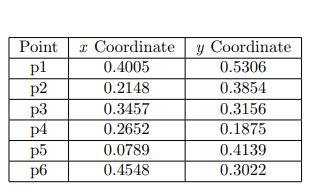 Point x Coordinate y Coordinate
p1 0.4005 0.5306
p2 0.2148 0.3854
p3 0.3457 0.3156
p4 0.2652 0.1875
p5 0.0789 0.4139
p6 0.4548 0.3022